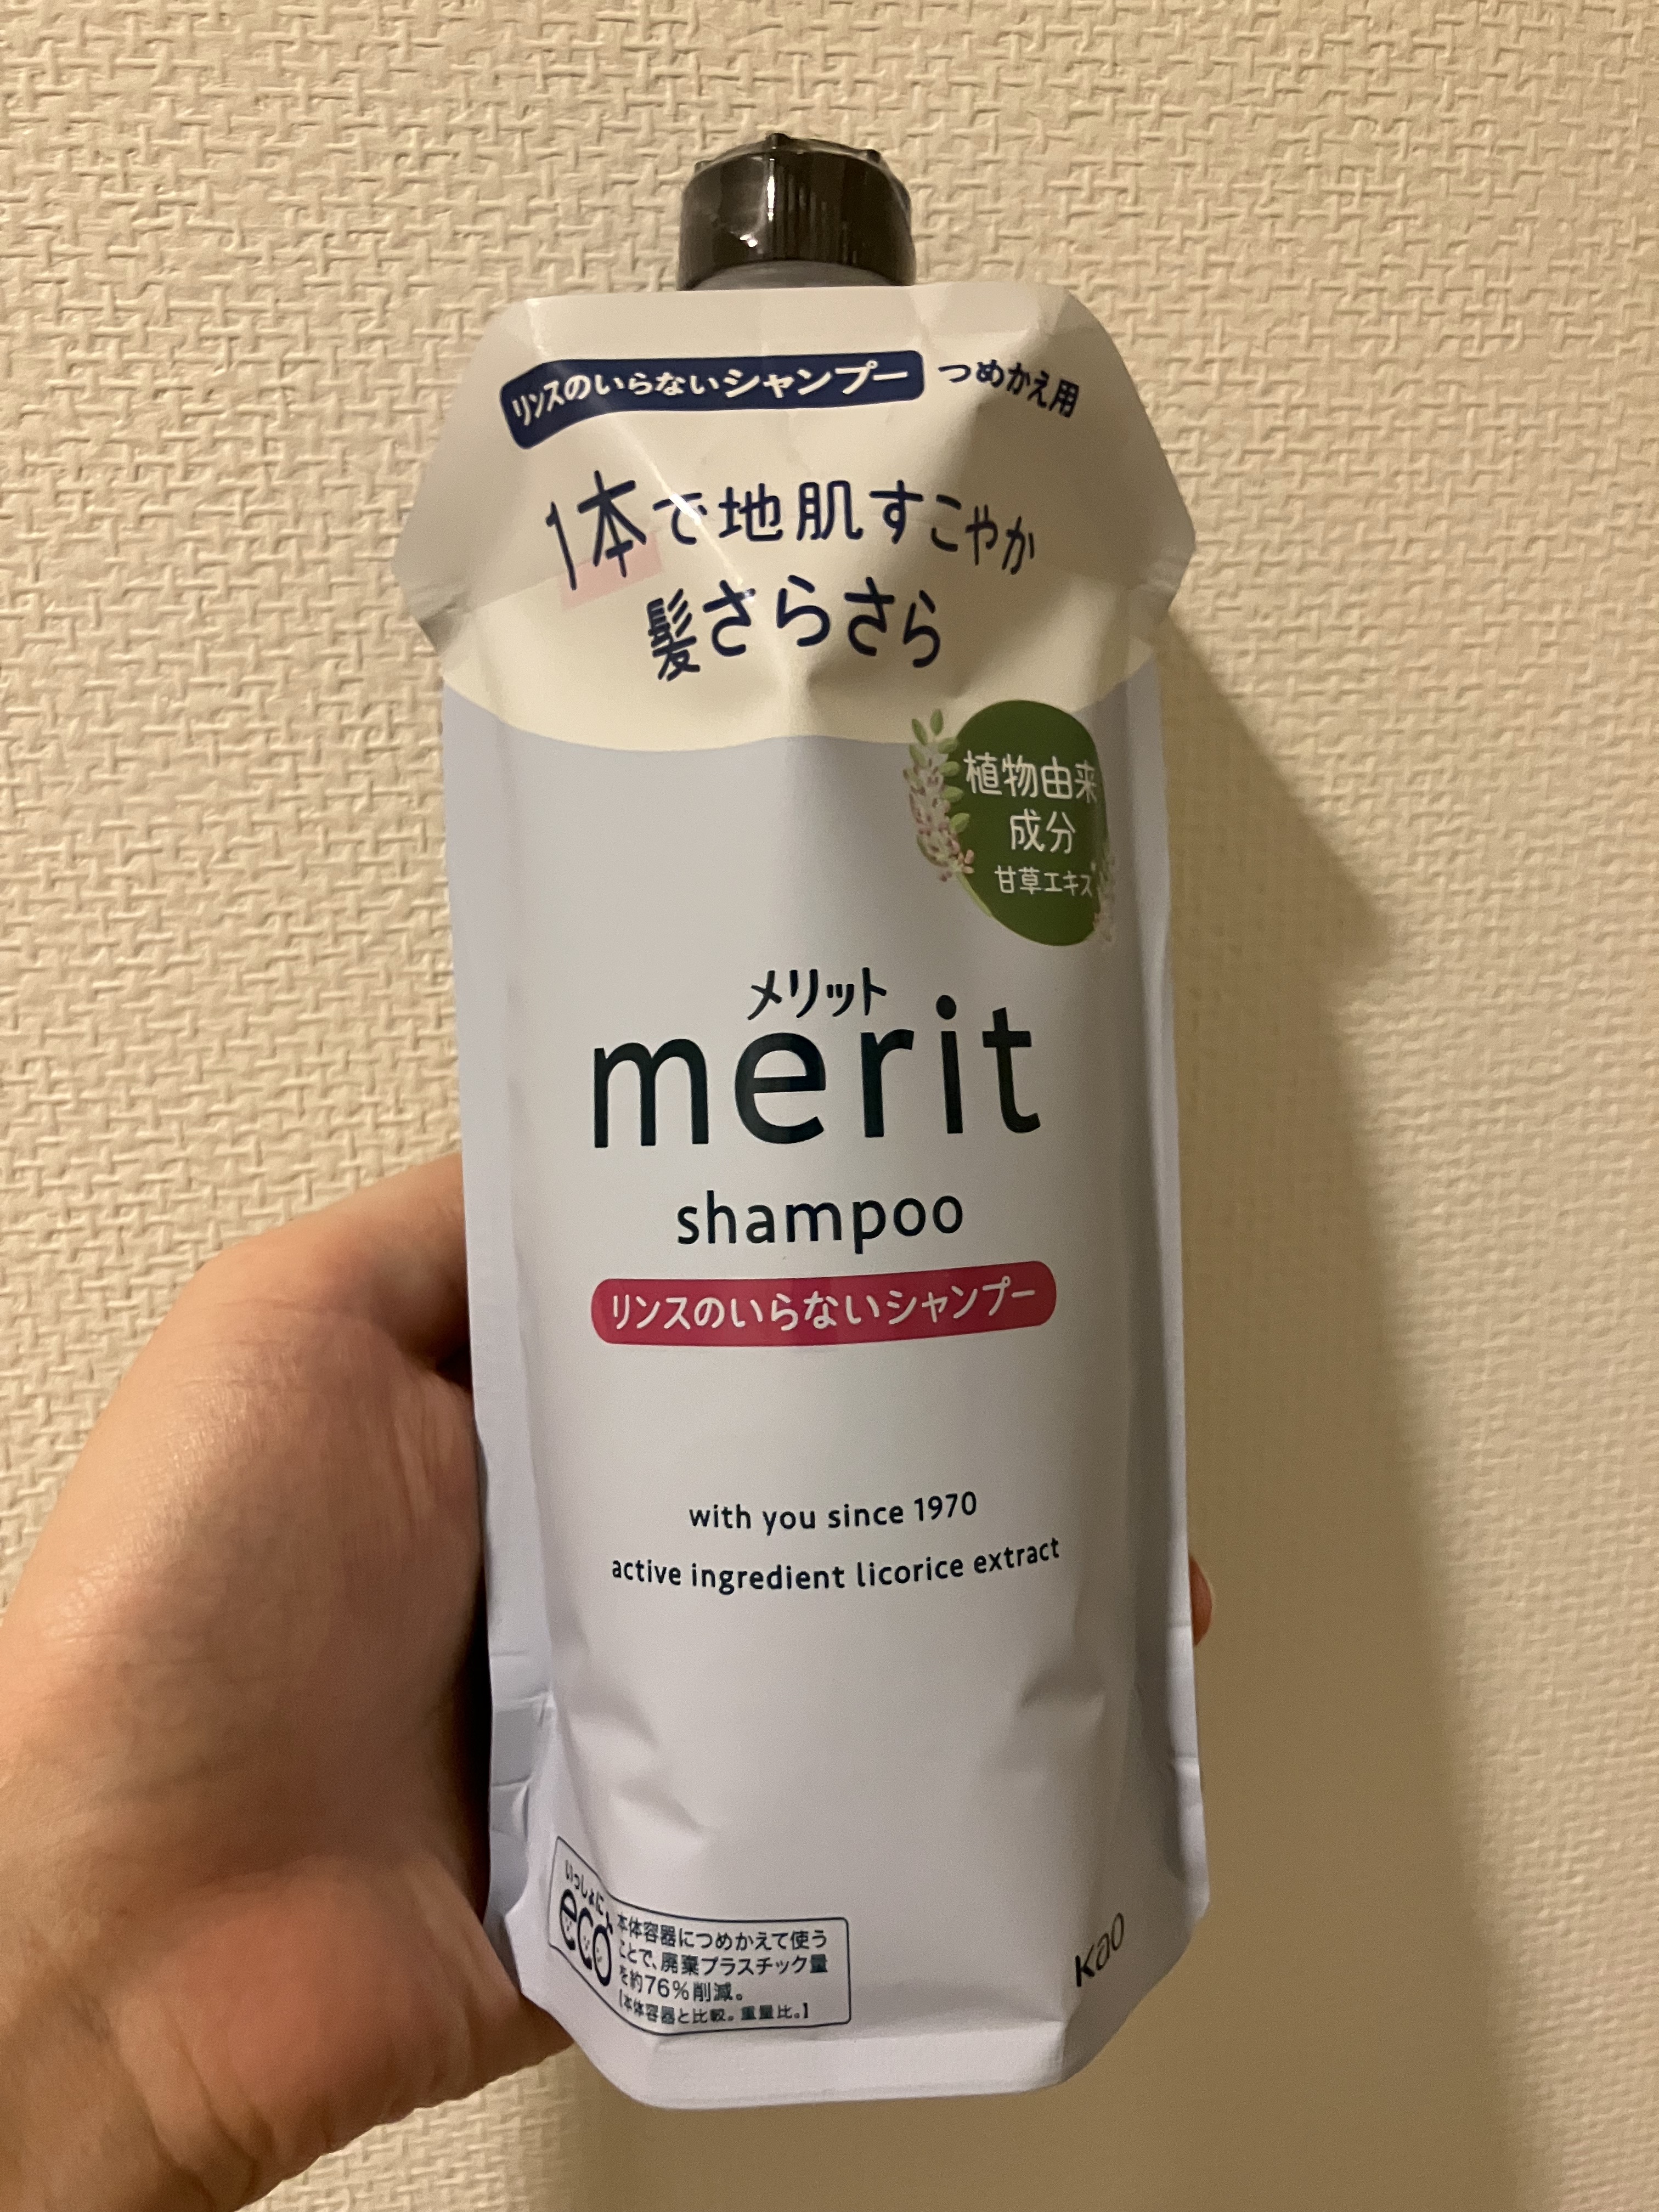 リンスのいらないシャンプー つめかえ用
1本で地肌すこやか
髪さらさら
植物由来
成分
甘草エキス
メリット
merit
shampoo
リンスのいらないシャンプー
with you since 1970
active ingredient licorice extract
いっしょに
eco
本体容器につめかえて使う
ことで、廃棄プラスチック量
を約76%削減。
【本体容器と比較。重量比。】
Kao